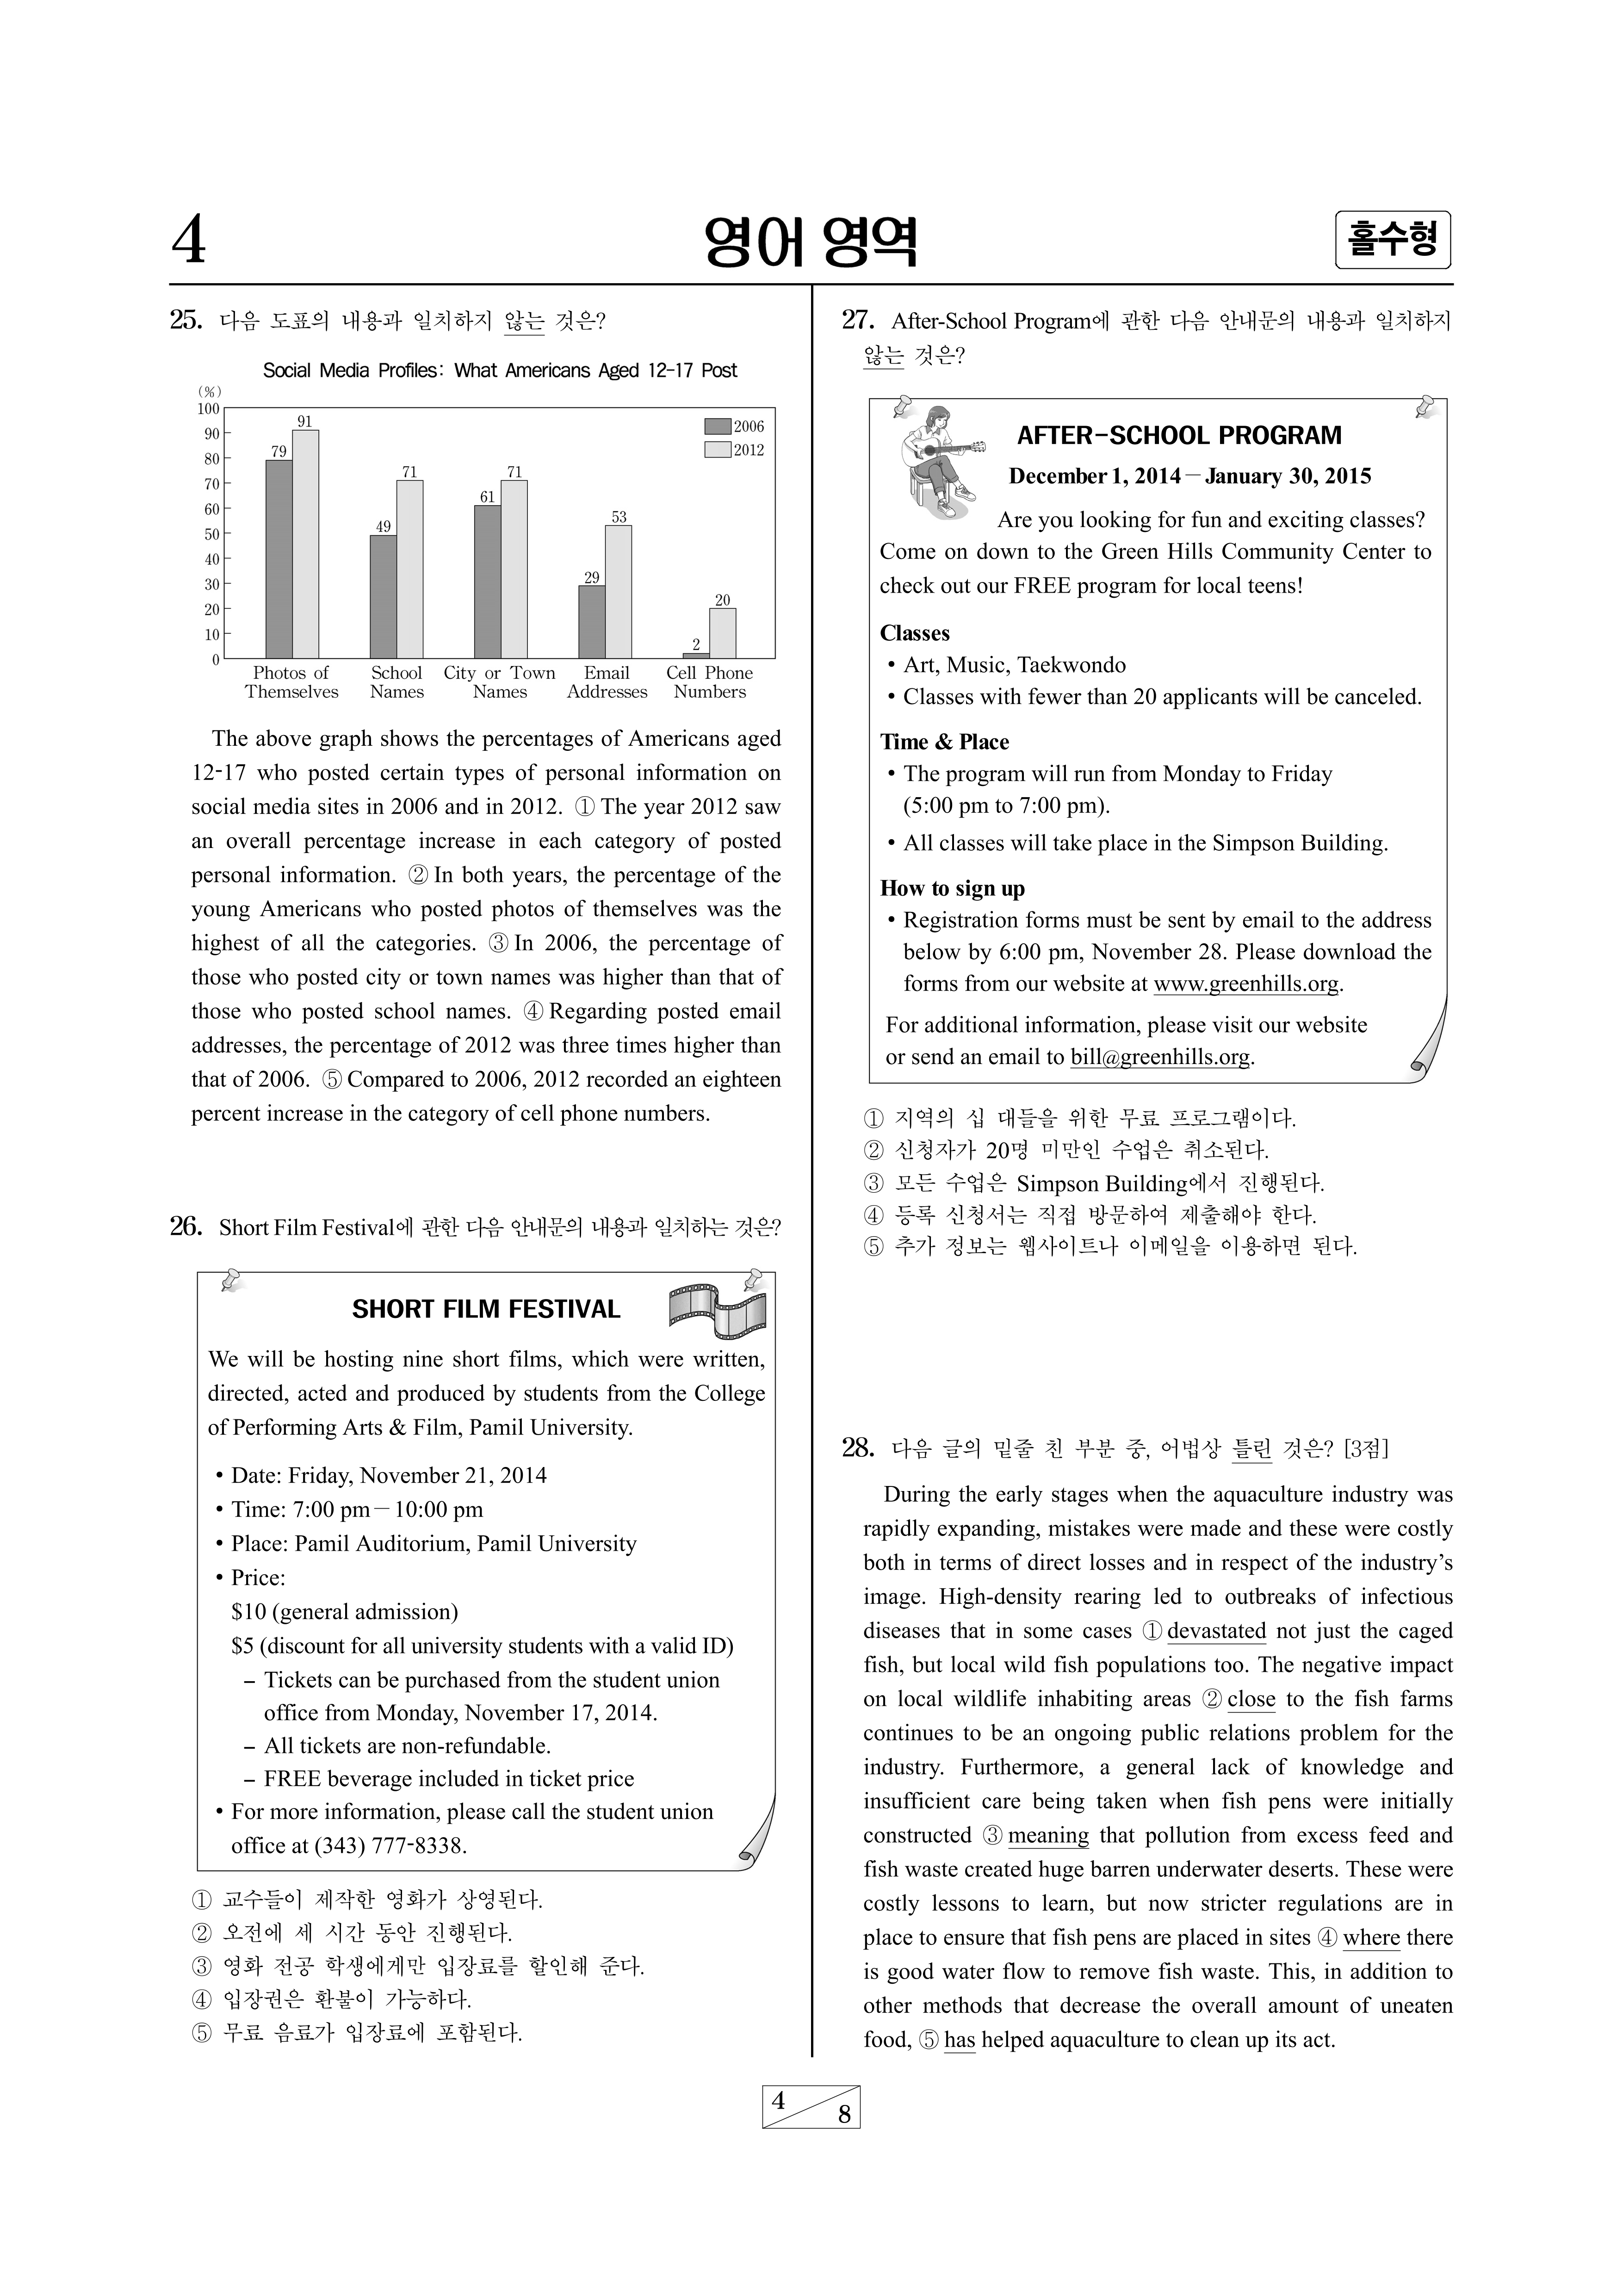 4
영어 영역
홀수형
25. 다음 도표의 내용과 일치하지 않는 것은?
Social Media Profiles: What Americans Aged 12-17 Post
(%)
100
90
80
70
60
50
40
30
20
10
0
79
91
49
71
61
71
29
53
2
20
2006
2012
Photos of
Themselves
School
Names
City or Town
Names
Email
Addresses
Cell Phone
Numbers
The above graph shows the percentages of Americans aged
12-17 who posted certain types of personal information on
social media sites in 2006 and in 2012. ① The year 2012 saw
an overall percentage increase in each category of posted
personal information. ② In both years, the percentage of the
young Americans who posted photos of themselves was the
highest of all the categories. ③ In 2006, the percentage of
those who posted city or town names was higher than that of
those who posted school names. ④ Regarding posted email
addresses, the percentage of 2012 was three times higher than
that of 2006. ⑤ Compared to 2006, 2012 recorded an eighteen
percent increase in the category of cell phone numbers.
26. Short Film Festival에 관한 다음 안내문의 내용과 일치하는 것은?
SHORT FILM FESTIVAL
We will be hosting nine short films, which were written,
directed, acted and produced by students from the College
of Performing Arts & Film, Pamil University.
• Date: Friday, November 21, 2014
• Time: 7:00 pm－10:00 pm
• Place: Pamil Auditorium, Pamil University
• Price:
$10 (general admission)
$5 (discount for all university students with a valid ID)
– Tickets can be purchased from the student union
office from Monday, November 17, 2014.
– All tickets are non-refundable.
– FREE beverage included in ticket price
• For more information, please call the student union
office at (343) 777-8338.
① 교수들이 제작한 영화가 상영된다.
② 오전에 세 시간 동안 진행된다.
③ 영화 전공 학생에게만 입장료를 할인해 준다.
④ 입장권은 환불이 가능하다.
⑤ 무료 음료가 입장료에 포함된다.
27. After-School Program에 관한 다음 안내문의 내용과 일치하지
않는 것은?
AFTER-SCHOOL PROGRAM
December 1, 2014－January 30, 2015
Are you looking for fun and exciting classes?
Come on down to the Green Hills Community Center to
check out our FREE program for local teens!
Classes
• Art, Music, Taekwondo
• Classes with fewer than 20 applicants will be canceled.
Time & Place
• The program will run from Monday to Friday
(5:00 pm to 7:00 pm).
• All classes will take place in the Simpson Building.
How to sign up
• Registration forms must be sent by email to the address
below by 6:00 pm, November 28. Please download the
forms from our website at www.greenhills.org.
For additional information, please visit our website
or send an email to bill@greenhills.org.
① 지역의 십 대들을 위한 무료 프로그램이다.
② 신청자가 20명 미만인 수업은 취소된다.
③ 모든 수업은 Simpson Building에서 진행된다.
④ 등록 신청서는 직접 방문하여 제출해야 한다.
⑤ 추가 정보는 웹사이트나 이메일을 이용하면 된다.
28. 다음 글의 밑줄 친 부분 중, 어법상 틀린 것은? [3점]
During the early stages when the aquaculture industry was
rapidly expanding, mistakes were made and these were costly
both in terms of direct losses and in respect of the industry's
image. High-density rearing led to outbreaks of infectious
diseases that in some cases ① devastated not just the caged
fish, but local wild fish populations too. The negative impact
on local wildlife inhabiting areas ② close to the fish farms
continues to be an ongoing public relations problem for the
industry. Furthermore, a general lack of knowledge and
insufficient care being taken when fish pens were initially
constructed ③ meaning that pollution from excess feed and
fish waste created huge barren underwater deserts. These were
costly lessons to learn, but now stricter regulations are in
place to ensure that fish pens are placed in sites ④ where there
is good water flow to remove fish waste. This, in addition to
other methods that decrease the overall amount of uneaten
food, ⑤ has helped aquaculture to clean up its act.
4
8